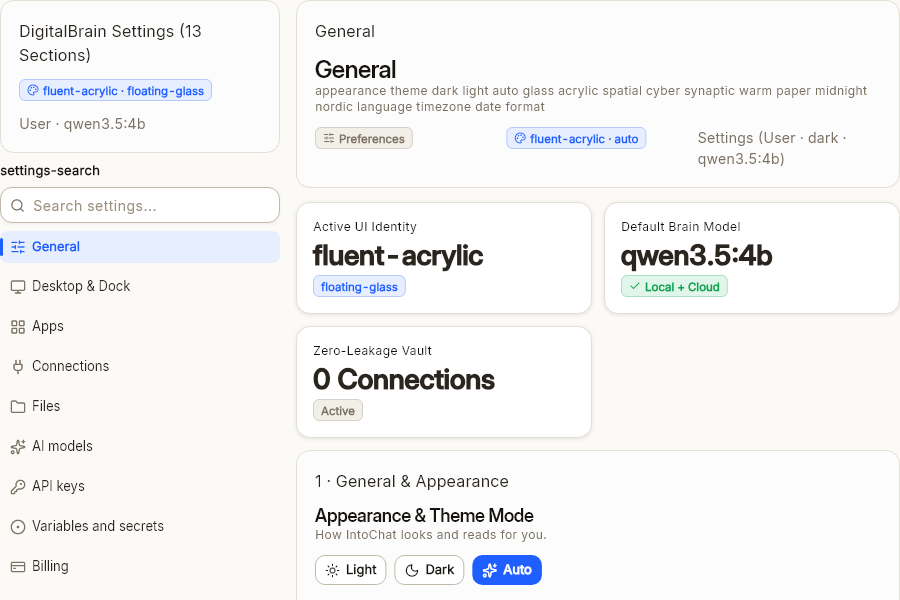 DigitalBrain Settings (13
Sections)
fluent-acrylic · floating-glass
User · qwen3.5:4b
settings-search
Search settings...
General
Desktop & Dock
Apps
Connections
Files
AI models
API keys
Variables and secrets
Billing
General
General
appearance theme dark light auto glass acrylic spatial cyber synaptic warm paper midnight
nordic language timezone date format
Preferences
fluent-acrylic · auto
Settings (User · dark ·
qwen3.5:4b)
Active UI Identity
fluent-acrylic
floating-glass
Default Brain Model
qwen3.5:4b
Local + Cloud
Zero-Leakage Vault
0 Connections
Active
1 · General & Appearance
Appearance & Theme Mode
How IntoChat looks and reads for you.
Light
Dark
Auto